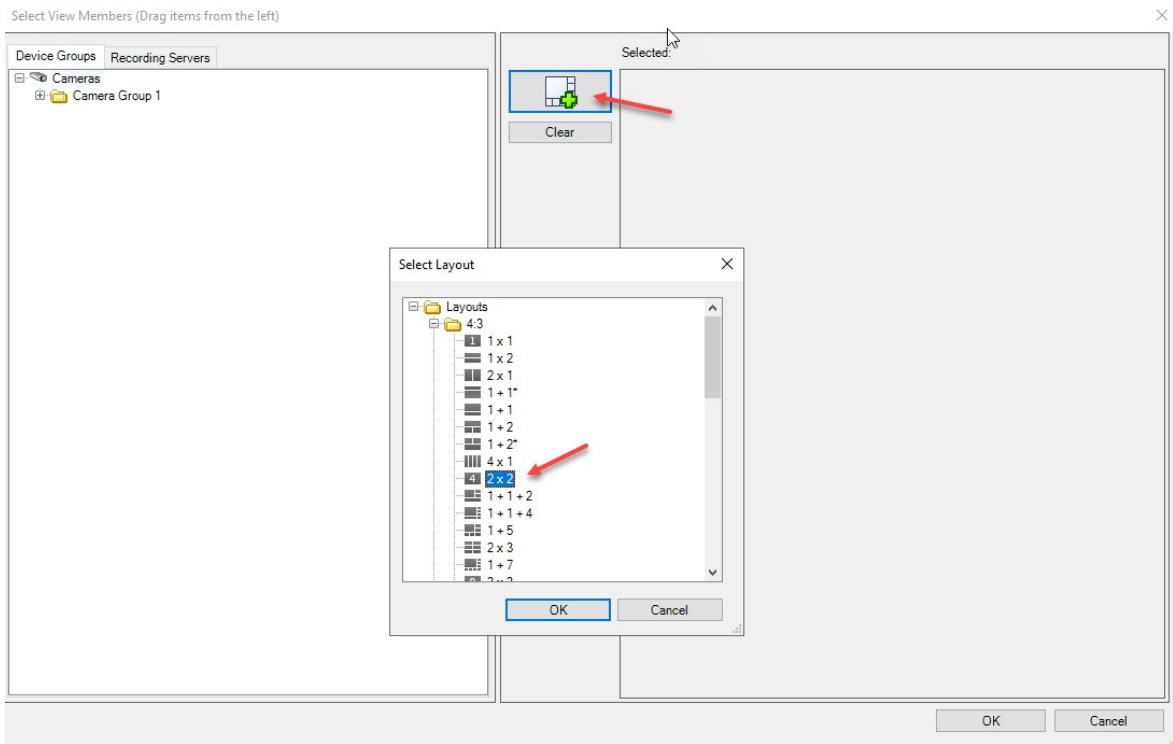 Select View Members (Drag items from the left)
Device Groups
Recording Servers
Selected:
Cameras
Camera Group 1
Clear
Select Layout
Layouts
4:3
1 1 x 1
1 x 2
2 x 1
1 + 1*
1 + 1
1 + 2
1 + 2*
4 x 1
4 2 x 2
1 + 1 + 2
1 + 1 + 4
1 + 5
2 x 3
1 + 7
OK
Cancel
OK
Cancel